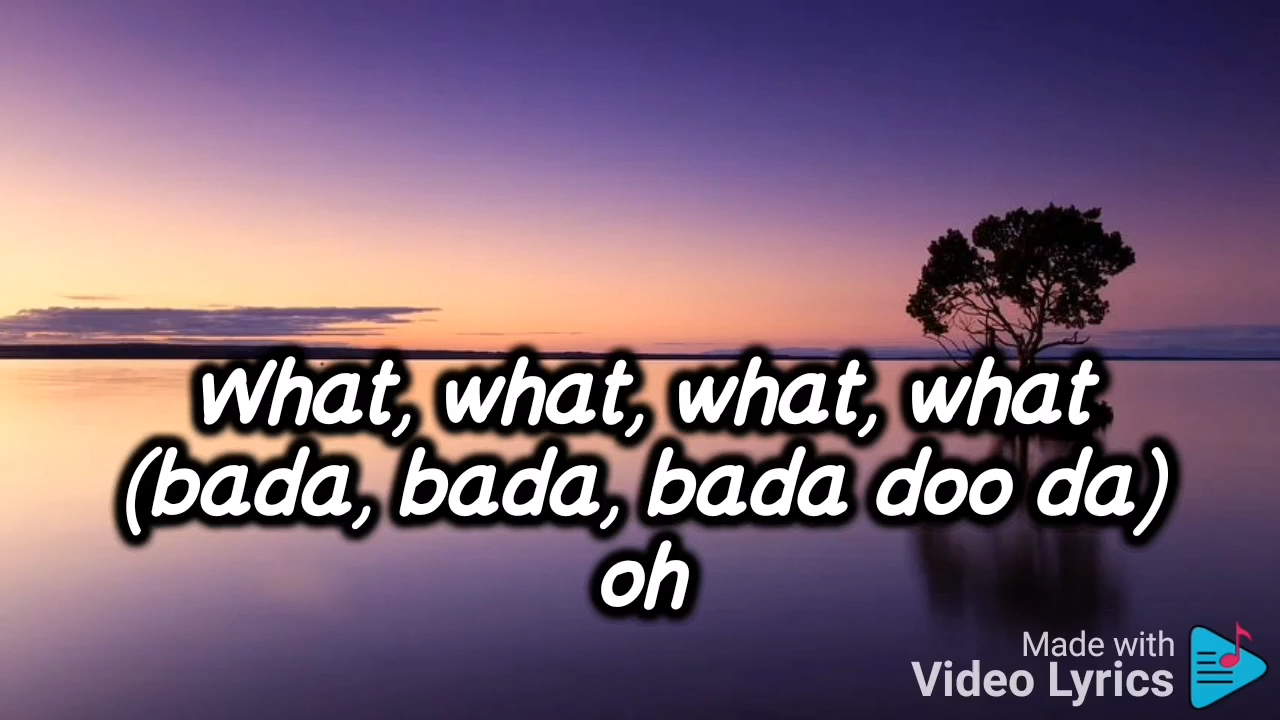 What, what, what, what
(bada, bada, bada doo da)
oh
Made with
Video Lyrics